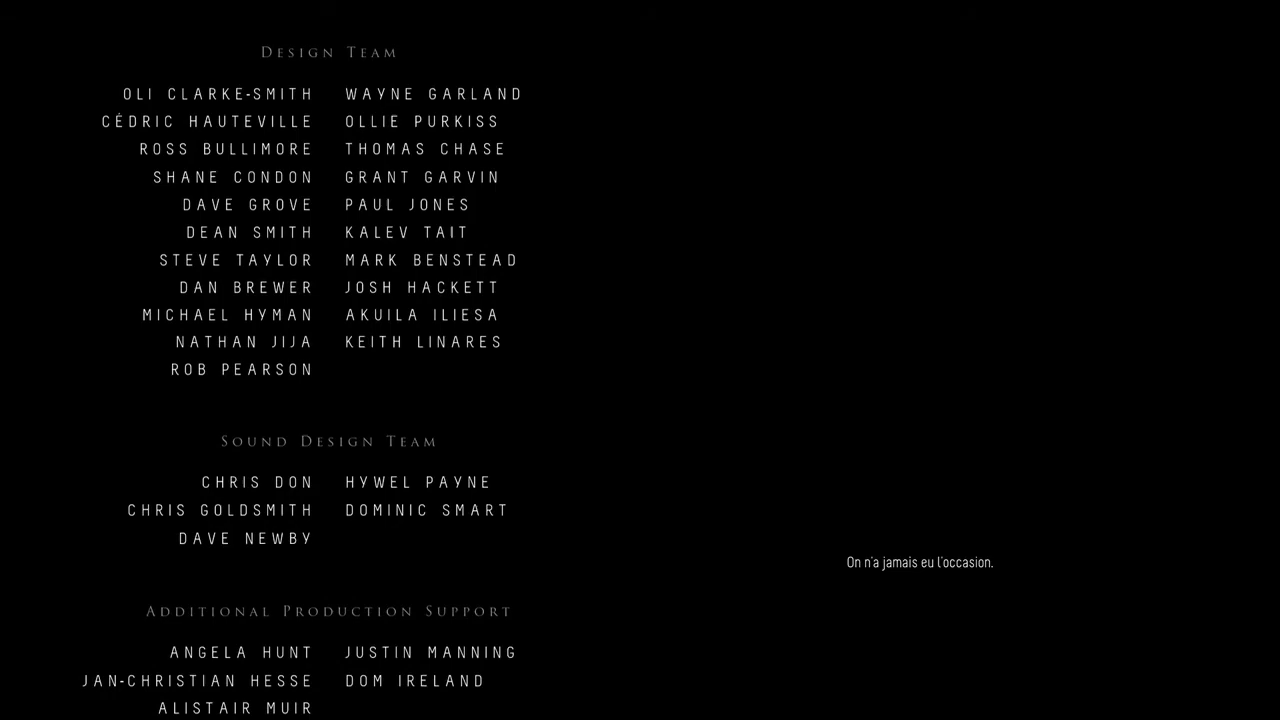 Design Team
OLI CLARKE-SMITH WAYNE GARLAND
CÉDRIC HAUTEVILLE OLLIE PURKISS
ROSS BULLIMORE THOMAS CHASE
SHANE CONDON GRANT GARVIN
DAVE GROVE PAUL JONES
DEAN SMITH KALEV TAIT
STEVE TAYLOR MARK BENSTEAD
DAN BREWER JOSH HACKETT
MICHAEL HYMAN AKUILA ILIESA
NATHAN JIJA KEITH LINARES
ROB PEARSON
Sound Design Team
CHRIS DON HYWEL PAYNE
CHRIS GOLDSMITH DOMINIC SMART
DAVE NEWBY
On n'a jamais eu l'occasion.
Additional Production Support
ANGELA HUNT JUSTIN MANNING
JAN-CHRISTIAN HESSE DOM IRELAND
ALISTAIR MUIR